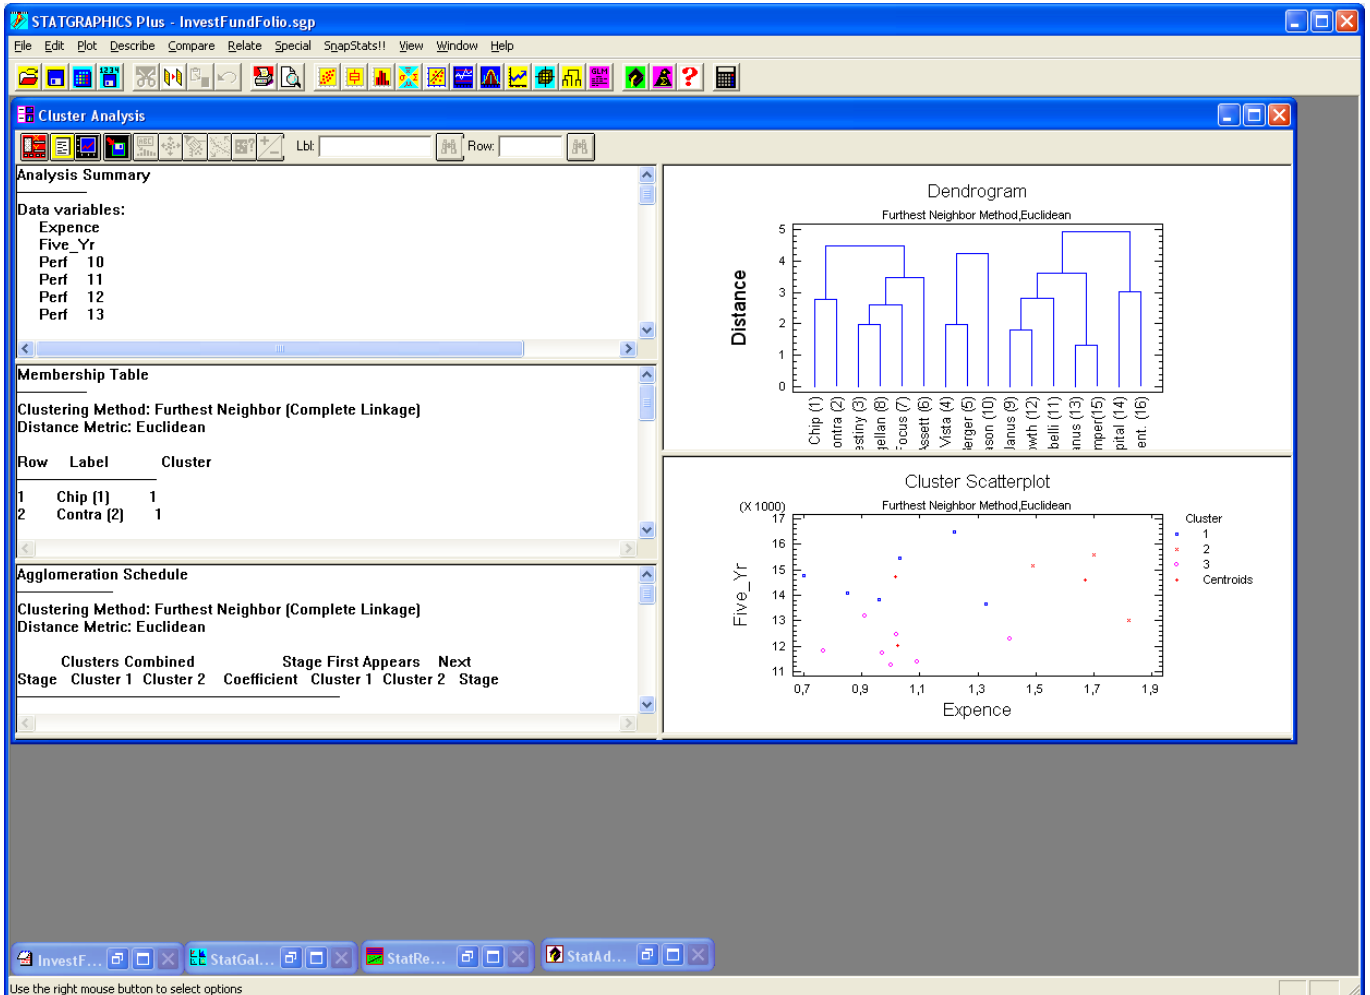 STATGRAPHICS Plus - InvestFundFolio.sgp
File Edit Plot Describe Compare Relate Special SnapStats!! View Window Help
Cluster Analysis
Lbl: Row:
Analysis Summary
Data variables:
Expence
Five_Yr
Perf 10
Perf 11
Perf 12
Perf 13
Membership Table
Clustering Method: Furthest Neighbor (Complete Linkage)
Distance Metric: Euclidean
Row Label Cluster
1 Chip (1) 1
2 Contra (2) 1
Agglomeration Schedule
Clustering Method: Furthest Neighbor (Complete Linkage)
Distance Metric: Euclidean
Clusters Combined Stage First Appears Next
Stage Cluster 1 Cluster 2 Coefficient Cluster 1 Cluster 2 Stage
Dendrogram
Furthest Neighbor Method,Euclidean
Distance
5
4
3
2
1
0
Chip (1)
ontra (2)
estiny (3)
gellan (8)
Focus (7)
Assett (6)
Vista (4)
Berger (5)
ason (10)
Janus (9)
owth (12)
belli (11)
anus (13)
mper(15)
pital (14)
ent. (16)
Cluster Scatterplot
Furthest Neighbor Method,Euclidean
(X 1000)
17
16
15
14
13
12
11
Five_Yr
0,7 0,9 1,1 1,3 1,5 1,7 1,9
Expence
Cluster
1
2
3
Centroids
InvestF... StatGal... StatRe... StatAd...
Use the right mouse button to select options